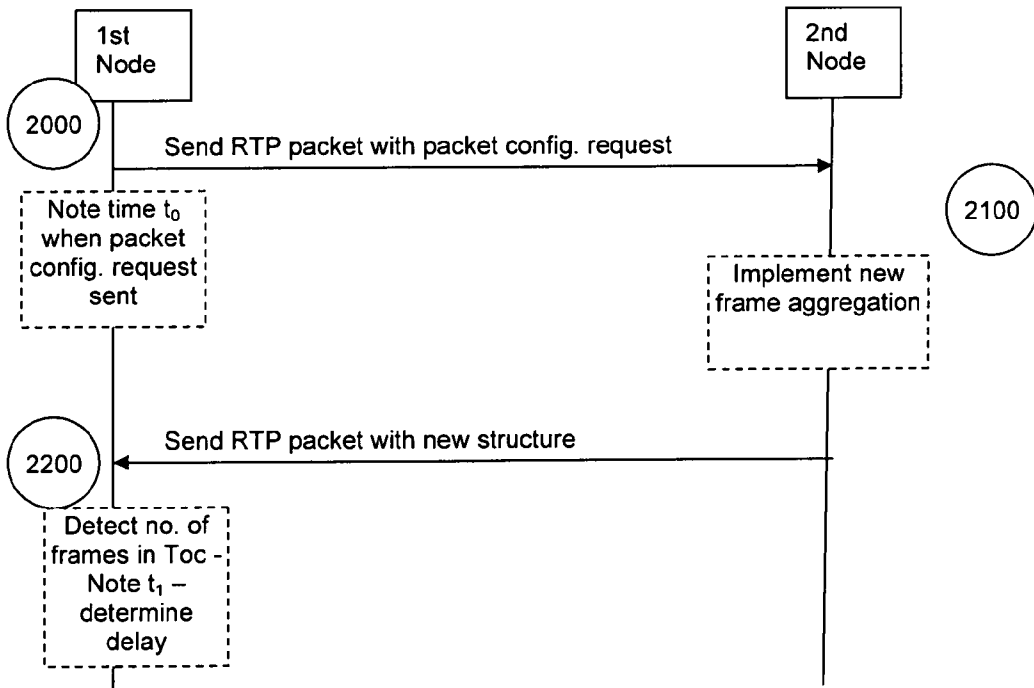 1st
Node
2nd
Node
2000
Send RTP packet with packet config. request
2100
Note time t₀
when packet
config. request
sent
Implement new
frame aggregation
Send RTP packet with new structure
2200
Detect no. of
frames in Toc -
Note t₁ –
determine
delay